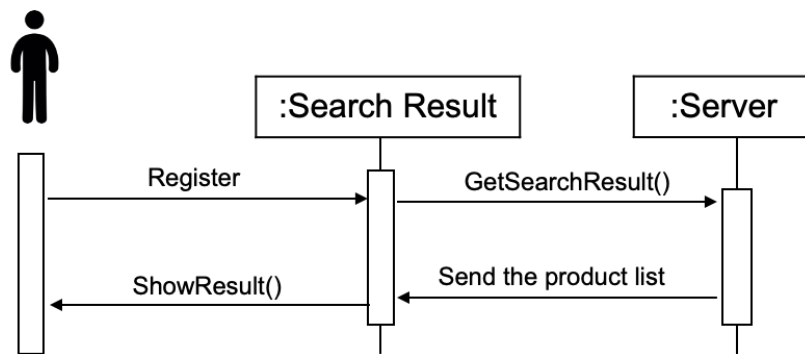 :Search Result
:Server
Register
GetSearchResult()
ShowResult()
Send the product list